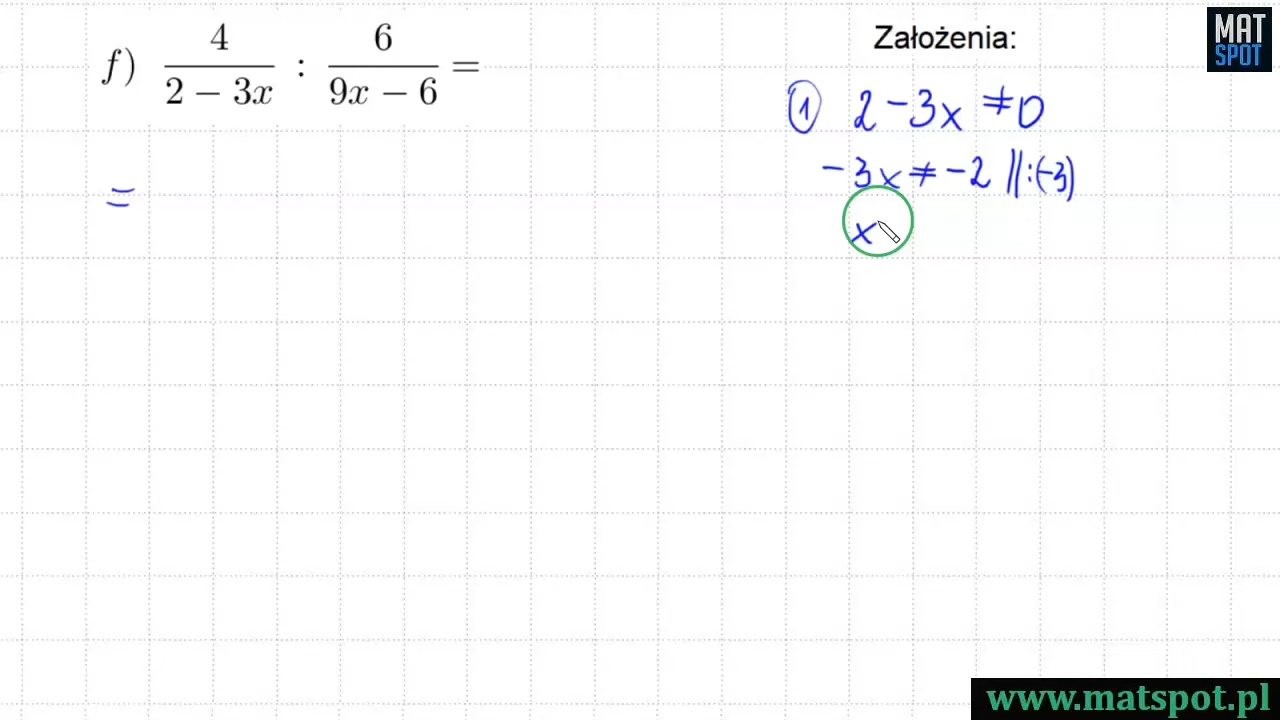 f) 4/(2 − 3x) : 6/(9x − 6) =
=
Założenia:
① 2 - 3x ≠ 0
- 3x ≠ -2 ||:(-3)
x
MAT
SPOT
www.matspot.pl